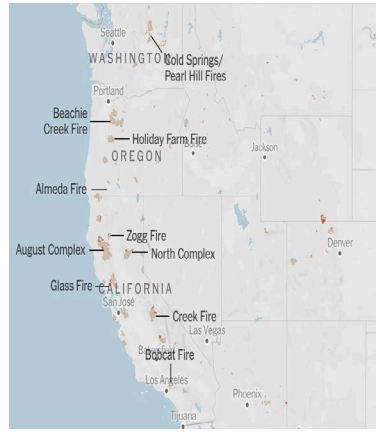 Seattle
WASHINGTON
Cold Springs/
Pearl Hill Fires
Portland
Beachie
Creek Fire
Holiday Farm Fire
OREGON
Jackson
Almeda Fire
Zogg Fire
August Complex
North Complex
Denver
Glass Fire
CALIFORNIA
San José
Creek Fire
Las Vegas
Bobcat Fire
Los Angeles
Phoenix
Tijuana